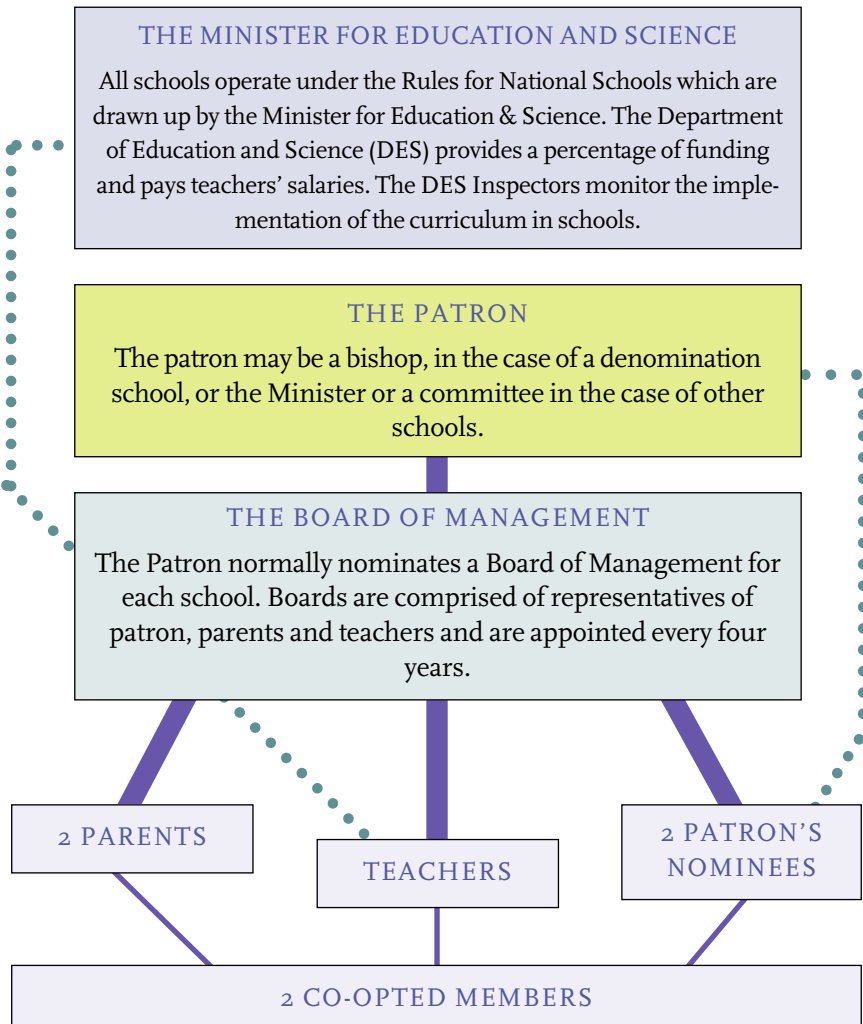 THE MINISTER FOR EDUCATION AND SCIENCE
All schools operate under the Rules for National Schools which are
drawn up by the Minister for Education & Science. The Department
of Education and Science (DES) provides a percentage of funding
and pays teachers’ salaries. The DES Inspectors monitor the imple-
mentation of the curriculum in schools.
THE PATRON
The patron may be a bishop, in the case of a denomination
school, or the Minister or a committee in the case of other
schools.
THE BOARD OF MANAGEMENT
The Patron normally nominates a Board of Management for
each school. Boards are comprised of representatives of
patron, parents and teachers and are appointed every four
years.
2 PARENTS
TEACHERS
2 PATRON’S
NOMINEES
2 CO-OPTED MEMBERS